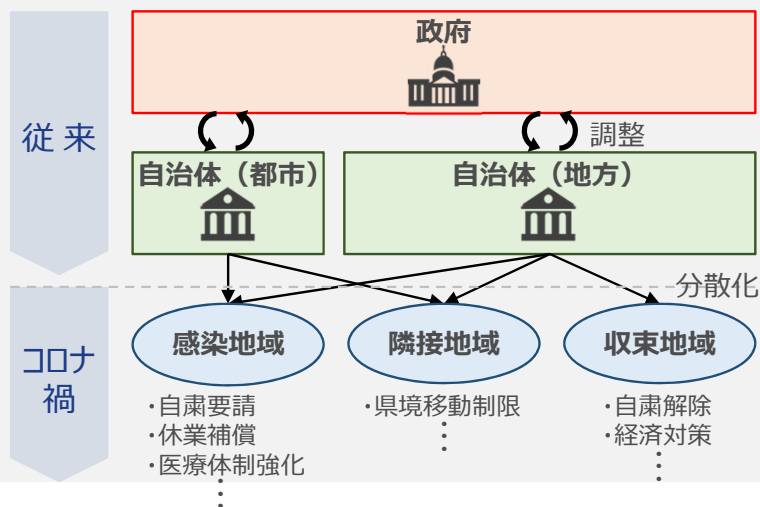 政府
従 来
調整
自治体（都市）
自治体（地方）
分散化
コロナ
禍
感染地域
隣接地域
収束地域
・自粛要請
・休業補償
・医療体制強化
・県境移動制限
・自粛解除
・経済対策